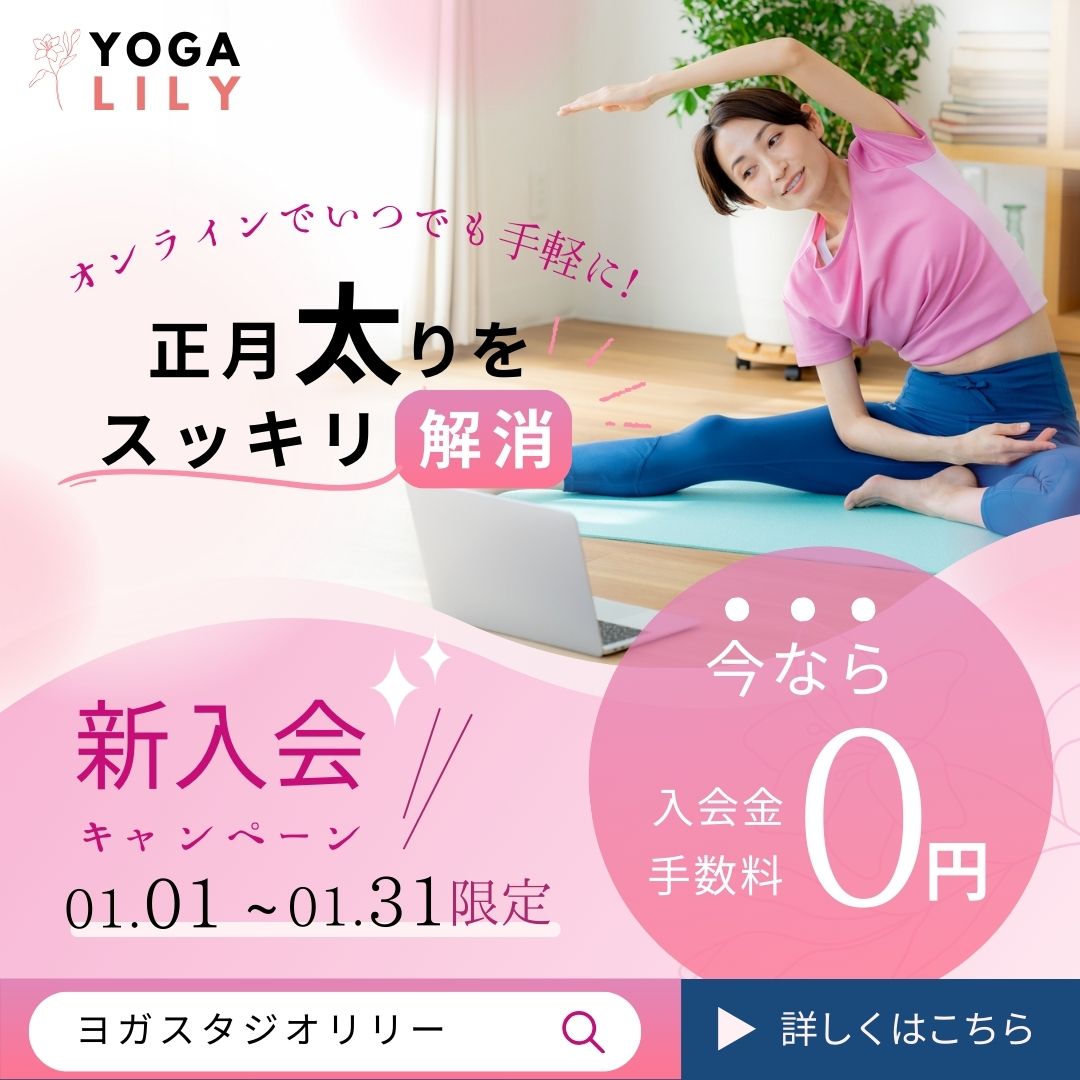 YOGA
LILY
オンラインでいつでも手軽に!
正月太りを
スッキリ解消
新入会
キャンペーン
01.01 ~01.31限定
今なら
入会金
手数料
0円
ヨガスタジオリリー
詳しくはこちら